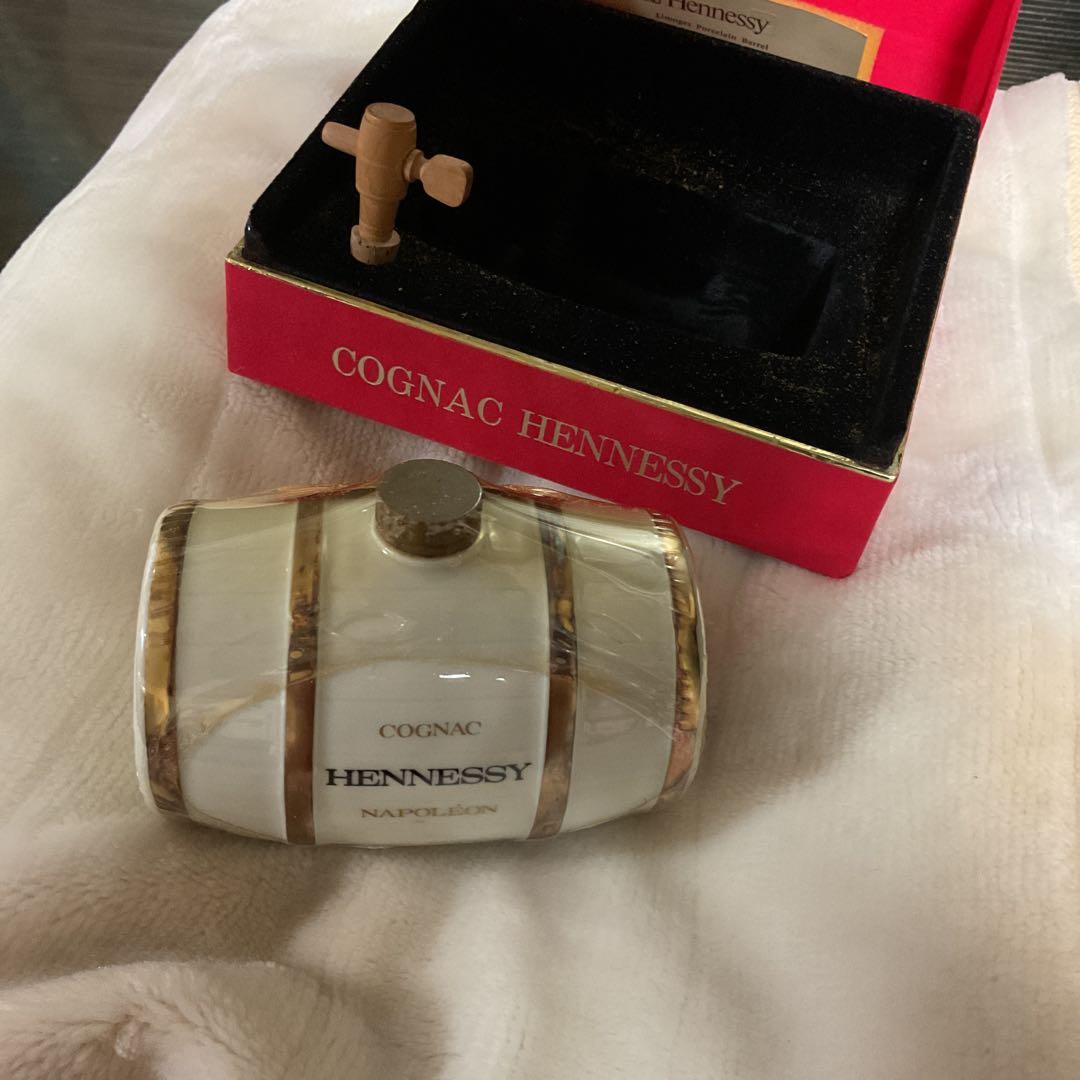 Hennessy
Limoges Porcelain Barrel
COGNAC HENNESSY
COGNAC
HENNESSY
NAPOLÉON